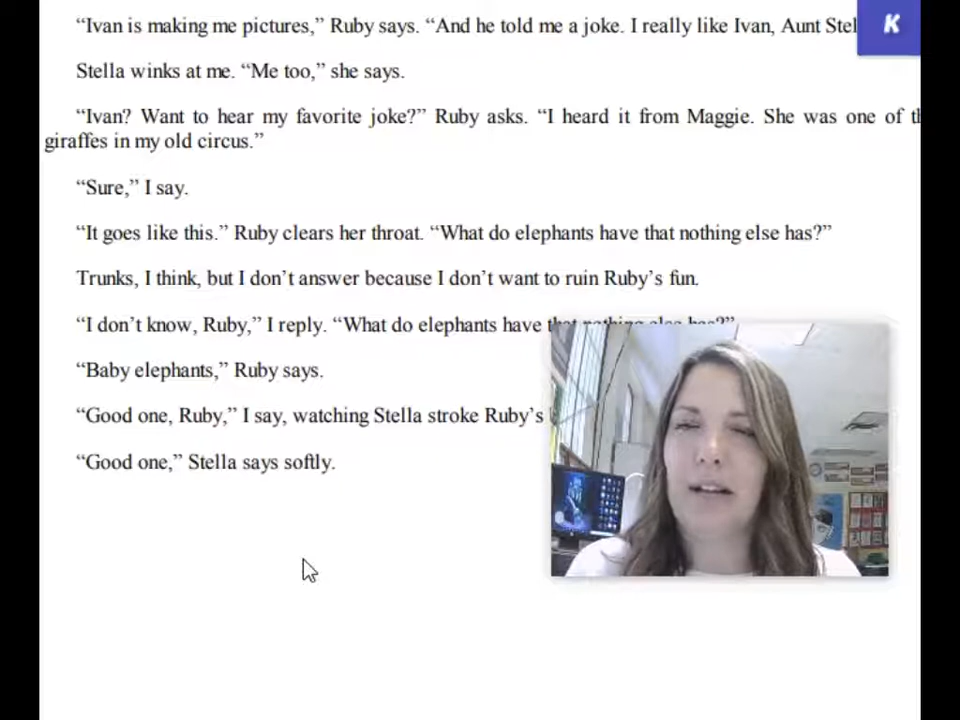 “Ivan is making me pictures,” Ruby says. “And he told me a joke. I really like Ivan, Aunt
K
Stella winks at me. “Me too,” she says.
“Ivan? Want to hear my favorite joke?” Ruby asks. “I heard it from Maggie. She was one of
giraffes in my old circus.”
“Sure,” I say.
“It goes like this.” Ruby clears her throat. “What do elephants have that nothing else has?”
Trunks, I think, but I don’t answer because I don’t want to ruin Ruby’s fun.
“I don’t know, Ruby,” I reply. “What do elephants have that nothing else has?”
“Baby elephants,” Ruby says.
“Good one, Ruby,” I say, watching Stella stroke Ruby’s
“Good one,” Stella says softly.